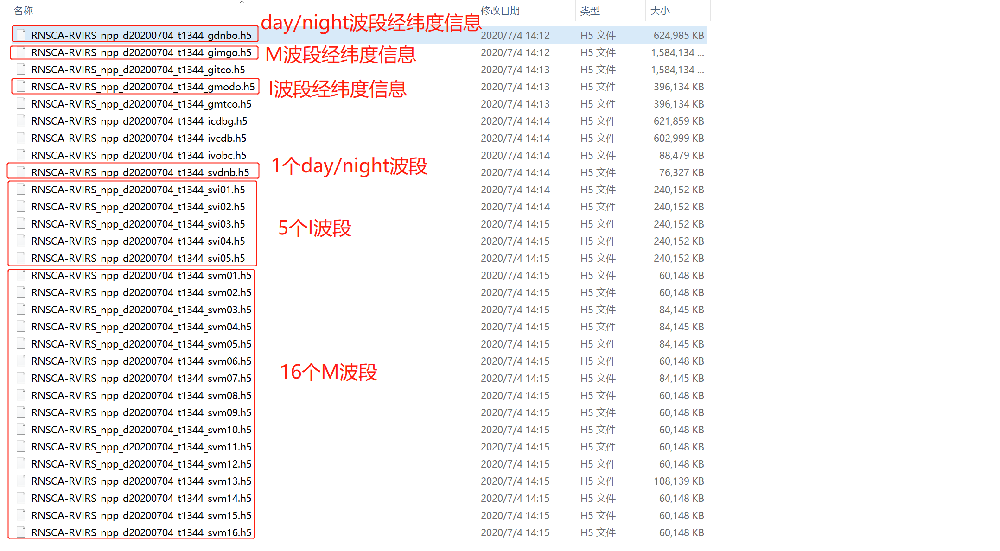 名称 修改日期 类型 大小
day/night波段经纬度信息
RNSCA-RVIRS_npp_d20200704_t1344_gdnbo.h5 2020/7/4 14:12 H5 文件 624,985 KB
RNSCA-RVIRS_npp_d20200704_t1344_gimgo.h5 M波段经纬度信息 2020/7/4 14:12 H5 文件 1,584,134 ...
RNSCA-RVIRS_npp_d20200704_t1344_gitco.h5 2020/7/4 14:13 H5 文件 1,584,134 ...
RNSCA-RVIRS_npp_d20200704_t1344_gmodo.h5 I波段经纬度信息 2020/7/4 14:13 H5 文件 396,134 KB
RNSCA-RVIRS_npp_d20200704_t1344_gmtco.h5 2020/7/4 14:13 H5 文件 396,134 KB
RNSCA-RVIRS_npp_d20200704_t1344_icdbg.h5 2020/7/4 14:14 H5 文件 621,859 KB
RNSCA-RVIRS_npp_d20200704_t1344_ivcdb.h5 2020/7/4 14:14 H5 文件 602,999 KB
RNSCA-RVIRS_npp_d20200704_t1344_ivobc.h5 2020/7/4 14:14 H5 文件 88,479 KB
1个day/night波段
RNSCA-RVIRS_npp_d20200704_t1344_svdnb.h5 2020/7/4 14:14 H5 文件 76,327 KB
RNSCA-RVIRS_npp_d20200704_t1344_svi01.h5 2020/7/4 14:14 H5 文件 240,152 KB
RNSCA-RVIRS_npp_d20200704_t1344_svi02.h5 2020/7/4 14:14 H5 文件 240,152 KB
RNSCA-RVIRS_npp_d20200704_t1344_svi03.h5 5个I波段 2020/7/4 14:15 H5 文件 240,152 KB
RNSCA-RVIRS_npp_d20200704_t1344_svi04.h5 2020/7/4 14:15 H5 文件 240,152 KB
RNSCA-RVIRS_npp_d20200704_t1344_svi05.h5 2020/7/4 14:15 H5 文件 240,152 KB
RNSCA-RVIRS_npp_d20200704_t1344_svm01.h5 2020/7/4 14:15 H5 文件 60,148 KB
RNSCA-RVIRS_npp_d20200704_t1344_svm02.h5 2020/7/4 14:15 H5 文件 60,148 KB
RNSCA-RVIRS_npp_d20200704_t1344_svm03.h5 2020/7/4 14:15 H5 文件 84,145 KB
RNSCA-RVIRS_npp_d20200704_t1344_svm04.h5 2020/7/4 14:15 H5 文件 84,145 KB
RNSCA-RVIRS_npp_d20200704_t1344_svm05.h5 2020/7/4 14:15 H5 文件 84,145 KB
RNSCA-RVIRS_npp_d20200704_t1344_svm06.h5 2020/7/4 14:15 H5 文件 60,148 KB
16个M波段
RNSCA-RVIRS_npp_d20200704_t1344_svm07.h5 2020/7/4 14:15 H5 文件 84,145 KB
RNSCA-RVIRS_npp_d20200704_t1344_svm08.h5 2020/7/4 14:15 H5 文件 60,148 KB
RNSCA-RVIRS_npp_d20200704_t1344_svm09.h5 2020/7/4 14:15 H5 文件 60,148 KB
RNSCA-RVIRS_npp_d20200704_t1344_svm10.h5 2020/7/4 14:15 H5 文件 60,148 KB
RNSCA-RVIRS_npp_d20200704_t1344_svm11.h5 2020/7/4 14:15 H5 文件 60,148 KB
RNSCA-RVIRS_npp_d20200704_t1344_svm12.h5 2020/7/4 14:15 H5 文件 60,148 KB
RNSCA-RVIRS_npp_d20200704_t1344_svm13.h5 2020/7/4 14:15 H5 文件 108,139 KB
RNSCA-RVIRS_npp_d20200704_t1344_svm14.h5 2020/7/4 14:15 H5 文件 60,148 KB
RNSCA-RVIRS_npp_d20200704_t1344_svm15.h5 2020/7/4 14:15 H5 文件 60,148 KB
RNSCA-RVIRS_npp_d20200704_t1344_svm16.h5 2020/7/4 14:15 H5 文件 60,148 KB